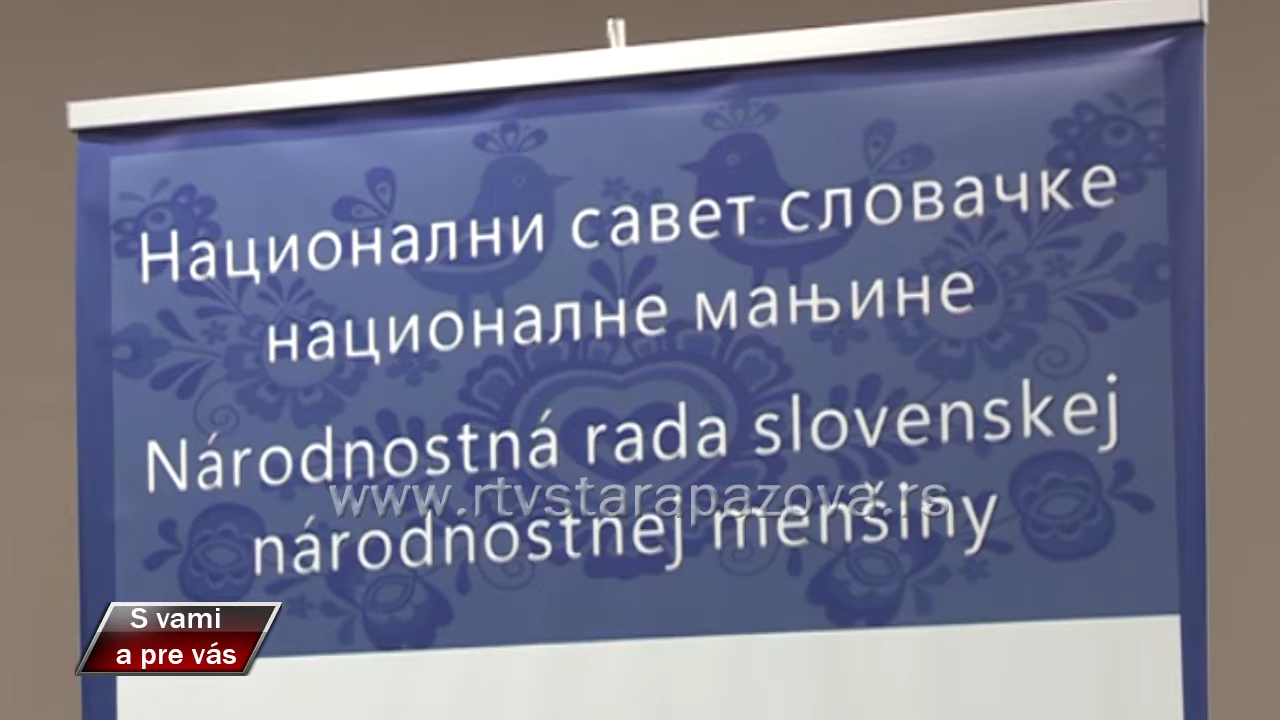 Национални савет словачке
националне мањине
Národnostná rada slovenskej
národnostnej menšiny
www.rtvstarapazova.rs
S vami
a pre vás